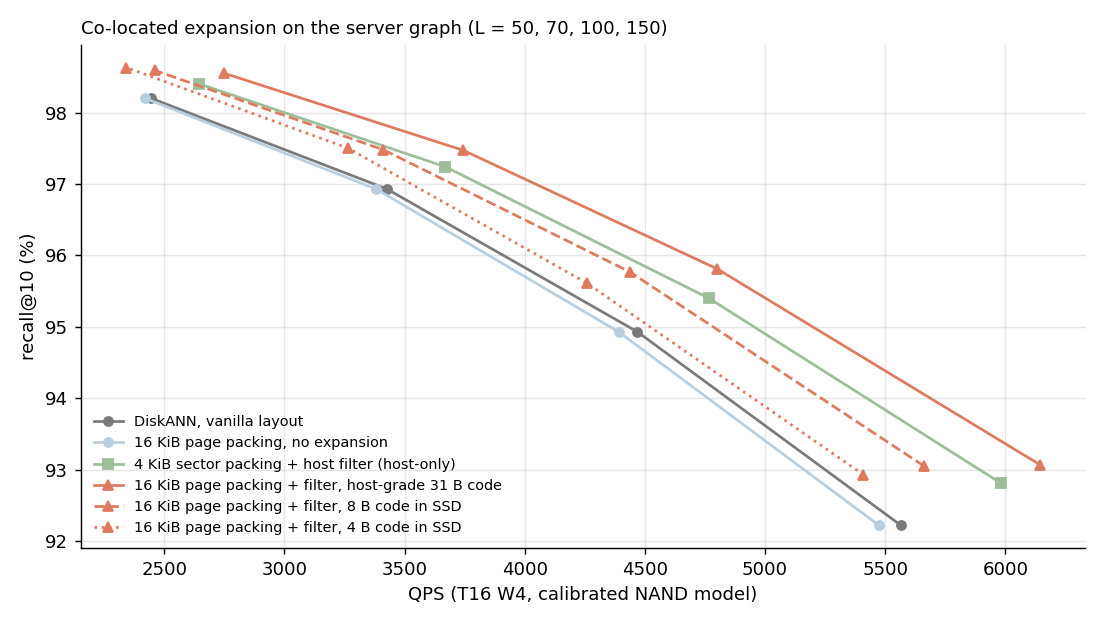 Co-located expansion on the server graph (L = 50, 70, 100, 150)
98
97
96
95
94
93
92
recall@10 (%)
DiskANN, vanilla layout
16 KiB page packing, no expansion
4 KiB sector packing + host filter (host-only)
16 KiB page packing + filter, host-grade 31 B code
16 KiB page packing + filter, 8 B code in SSD
16 KiB page packing + filter, 4 B code in SSD
2500 3000 3500 4000 4500 5000 5500 6000
QPS (T16 W4, calibrated NAND model)